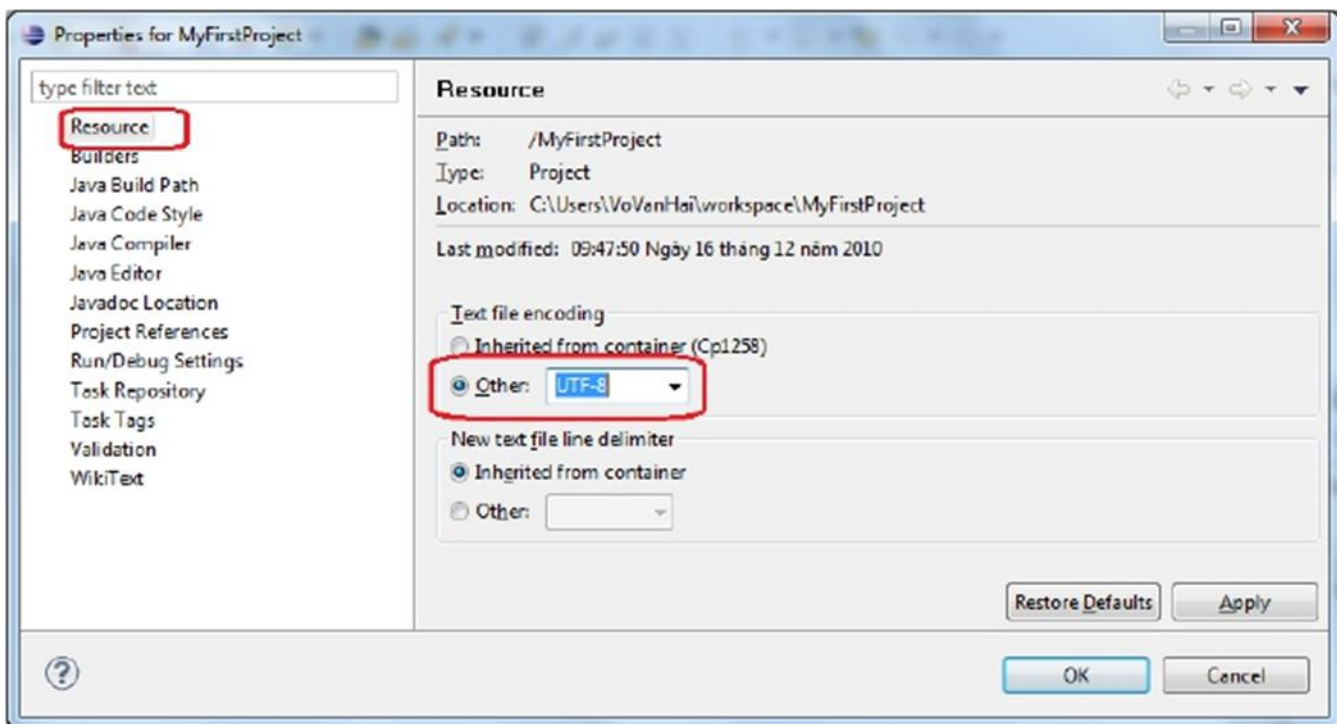 Properties for MyFirstProject
type filter text
Resource
Builders
Java Build Path
Java Code Style
Java Compiler
Java Editor
Javadoc Location
Project References
Run/Debug Settings
Task Repository
Task Tags
Validation
WikiText
Resource
Path: /MyFirstProject
Type: Project
Location: C:\Users\VoVanHai\workspace\MyFirstProject
Last modified: 09:47:50 Ngày 16 tháng 12 năm 2010
Text file encoding
Inherited from container (Cp1258)
Other: UTF-8
New text file line delimiter
Inherited from container
Other:
Restore Defaults Apply
OK Cancel